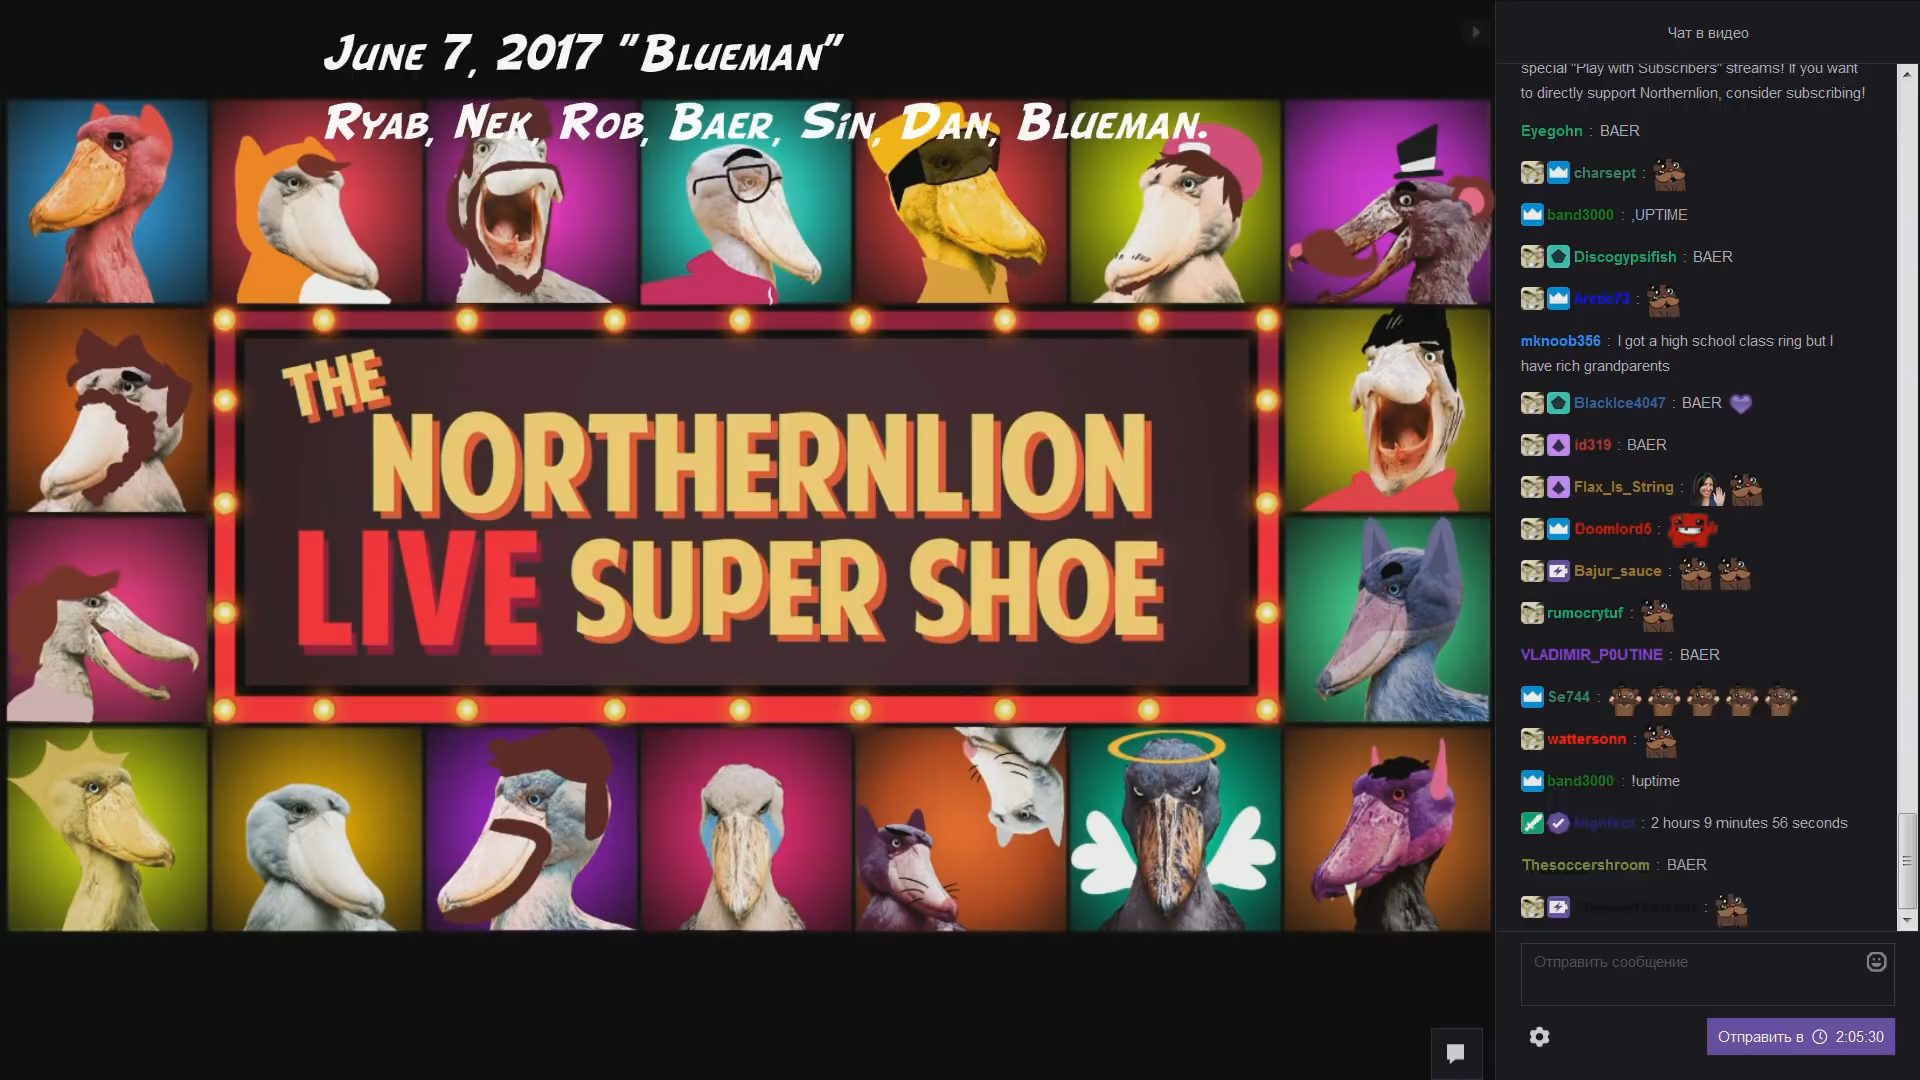 June 7, 2017 "Blueman"
Ryab, Nek, Rob, Baer, Sin, Dan, Blueman.
THE
NORTHERNLION
LIVE SUPER SHOE
Чат в видео
special "Play with Subscribers" streams! If you want
to directly support Northernlion, consider subscribing!
Eyegohn : BAER
charsept :
band3000 : ,UPTIME
Discogypsifish : BAER
Arctic73 :
mknoob356 : I got a high school class ring but I
have rich grandparents
BlackIce4047 : BAER
id319 : BAER
Flax_Is_String :
Doomlord5 :
Bajur_sauce :
rumocrytuf :
VLADIMIR_P0UTINE : BAER
Se744 :
wattersonn :
band3000 : !uptime
Nightbot : 2 hours 9 minutes 56 seconds
Thesoccershroom : BAER
Отправить сообщение
Отправить в 2:05:30